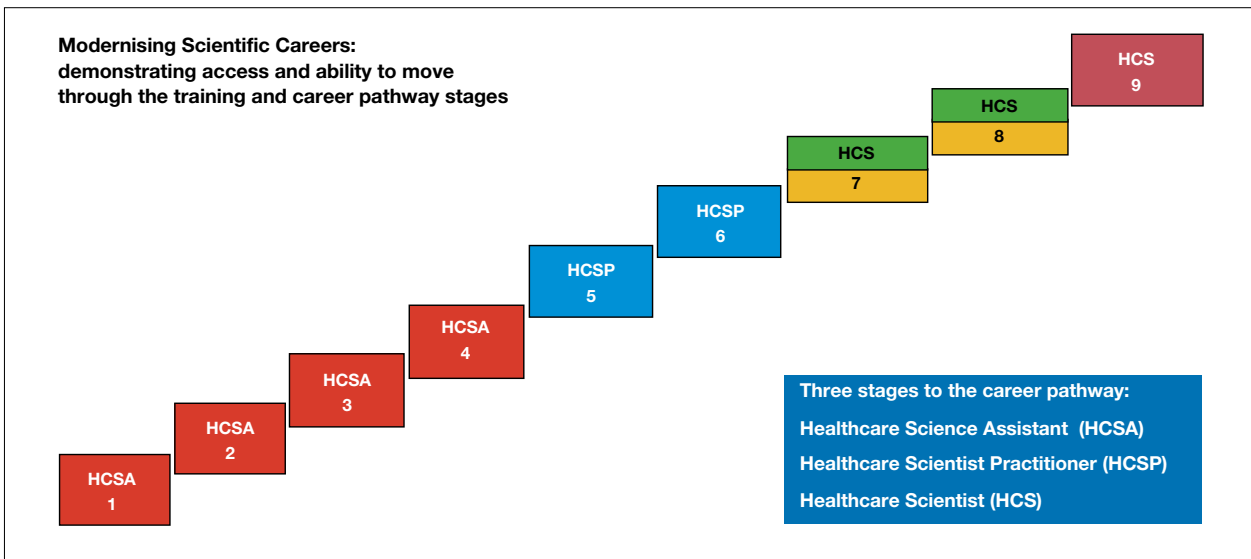 Modernising Scientific Careers:
demonstrating access and ability to move
through the training and career pathway stages
HCS
9
HCS
8
HCS
7
HCSP
6
HCSP
5
HCSA
4
HCSA
3
HCSA
2
HCSA
1
Three stages to the career pathway:
Healthcare Science Assistant (HCSA)
Healthcare Scientist Practitioner (HCSP)
Healthcare Scientist (HCS)